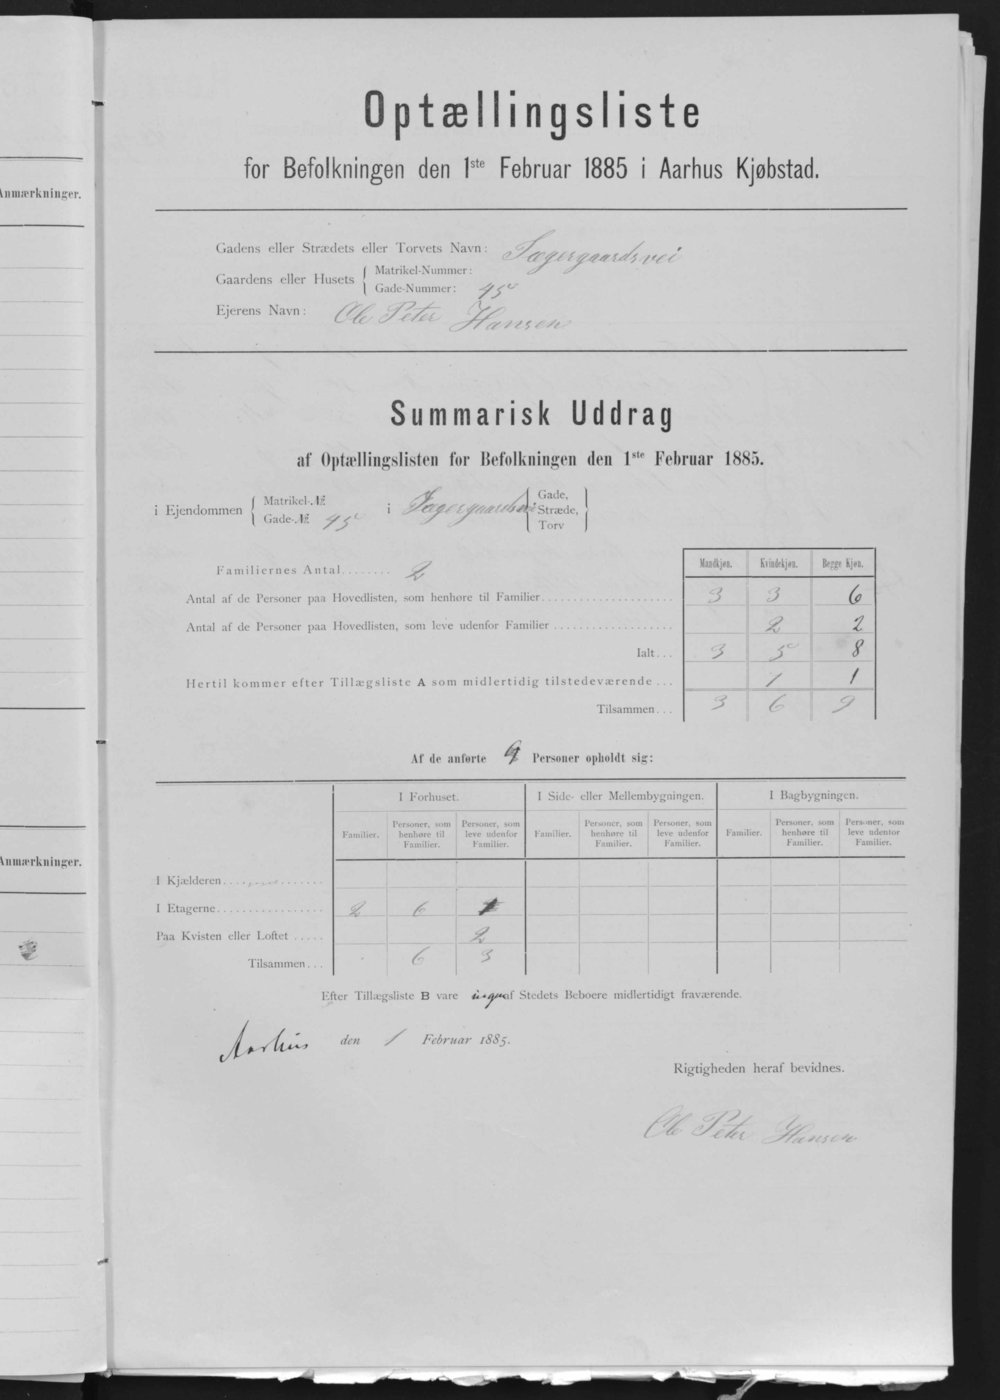 Anmærkninger.
Anmærkninger.
Optællingsliste
for Befolkningen den 1ste Februar 1885 i Aarhus Kjøbstad.
Gadens eller Strædets eller Torvets Navn: Jægergaardsvei
Gaardens eller Husets { Matrikel-Nummer:
Gade-Nummer: 95
Ejerens Navn: Ole Peter Hansen
Summarisk Uddrag
af Optællingslisten for Befolkningen den 1ste Februar 1885.
i Ejendommen { Matrikel-№
Gade-№ 95 } i Jægergaardsvei { Gade,
Stræde,
Torv }
Mandkjøn. Kvindekjøn. Begge Kjøn.
Familiernes Antal........ 2
Antal af de Personer paa Hovedlisten, som henhøre til Familier 3 3 6
Antal af de Personer paa Hovedlisten, som leve udenfor Familier 2 2
Ialt... 3 5 8
Hertil kommer efter Tillægsliste A som midlertidig tilstedeværende... 1 1
Tilsammen... 3 6 9
Af de anførte 9 Personer opholdt sig:
I Forhuset. I Side- eller Mellembygningen. I Bagbygningen.
Familier. Personer, som henhøre til Familier. Personer, som leve udenfor Familier. Familier. Personer, som henhøre til Familier. Personer, som leve udenfor Familier. Familier. Personer, som henhøre til Familier. Personer, som leve udenfor Familier.
I Kjælderen
I Etagerne 2 6 1
Paa Kvisten eller Loftet 2
Tilsammen... 6 3
Efter Tillægsliste B vare ingen af Stedets Beboere midlertidigt fraværende.
Aarhus den 1 Februar 1885.
Rigtigheden heraf bevidnes.
Ole Peter Hansen